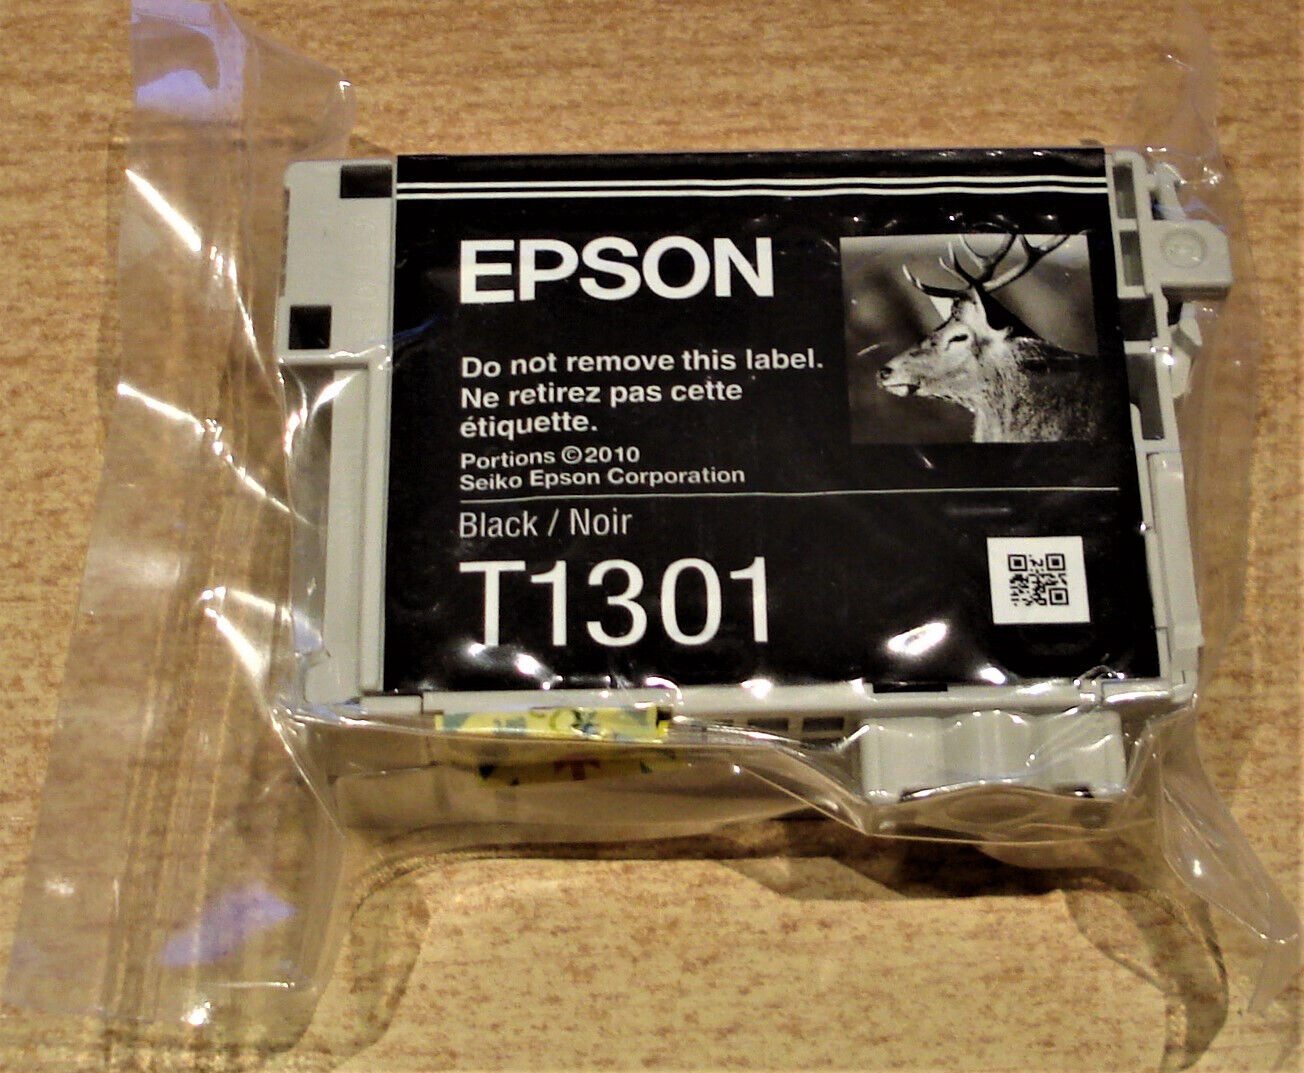 EPSON
Do not remove this label.
Ne retirez pas cette
étiquette.
Portions ©2010
Seiko Epson Corporation
Black / Noir
T1301